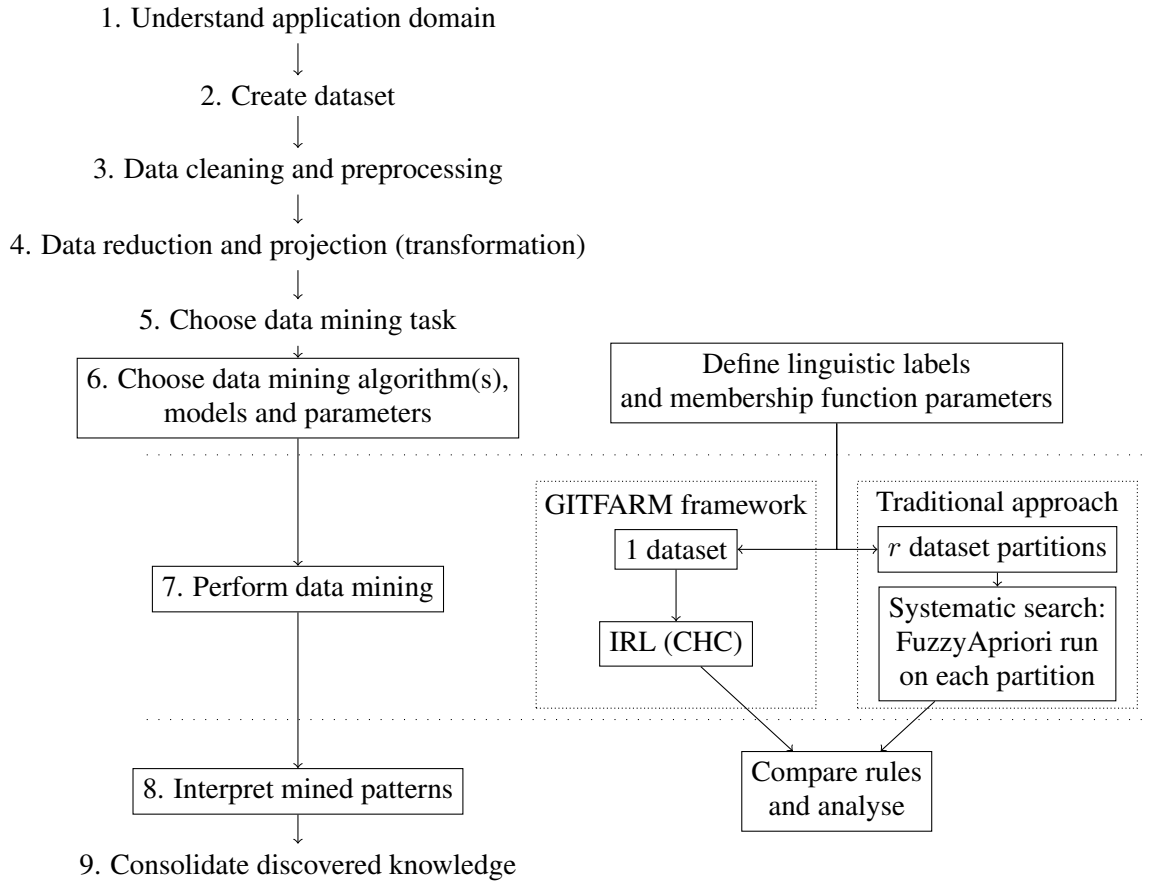 1. Understand application domain
2. Create dataset
3. Data cleaning and preprocessing
4. Data reduction and projection (transformation)
5. Choose data mining task
6. Choose data mining algorithm(s),
models and parameters
Define linguistic labels
and membership function parameters
GITFARM framework
1 dataset
IRL (CHC)
Traditional approach
r dataset partitions
Systematic search:
FuzzyApriori run
on each partition
7. Perform data mining
8. Interpret mined patterns
Compare rules
and analyse
9. Consolidate discovered knowledge